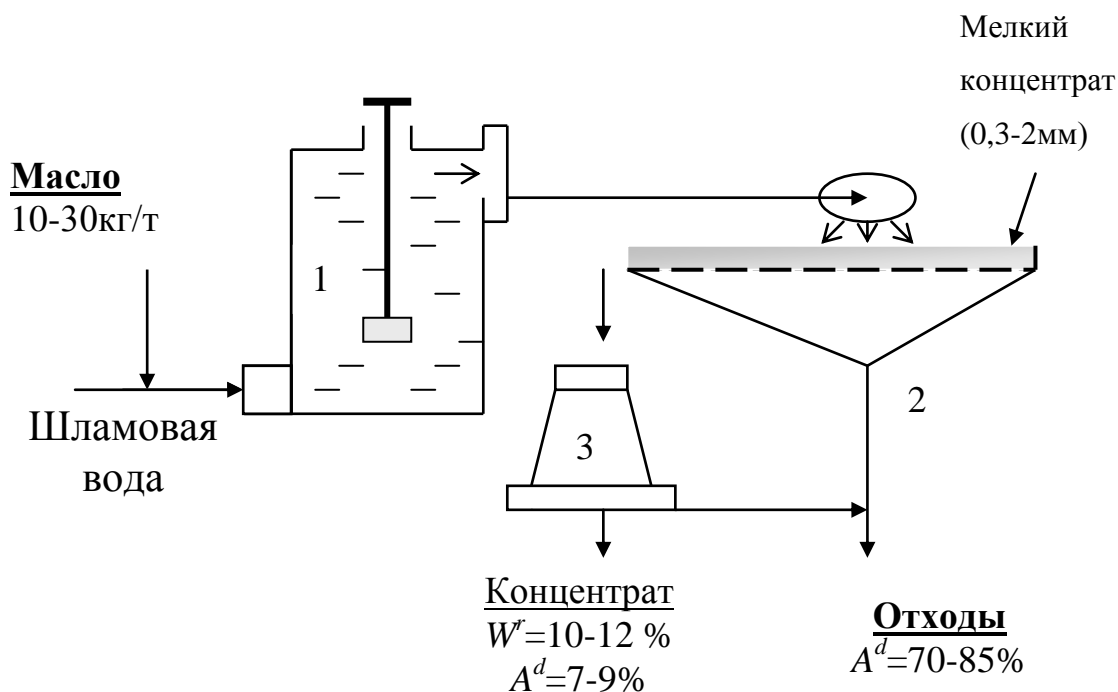 Мелкий
концентрат
(0,3-2мм)
Масло
10-30кг/т
1
Шламовая
вода
2
3
Концентрат
W^r=10-12 %
A^d=7-9%
Отходы
A^d=70-85%